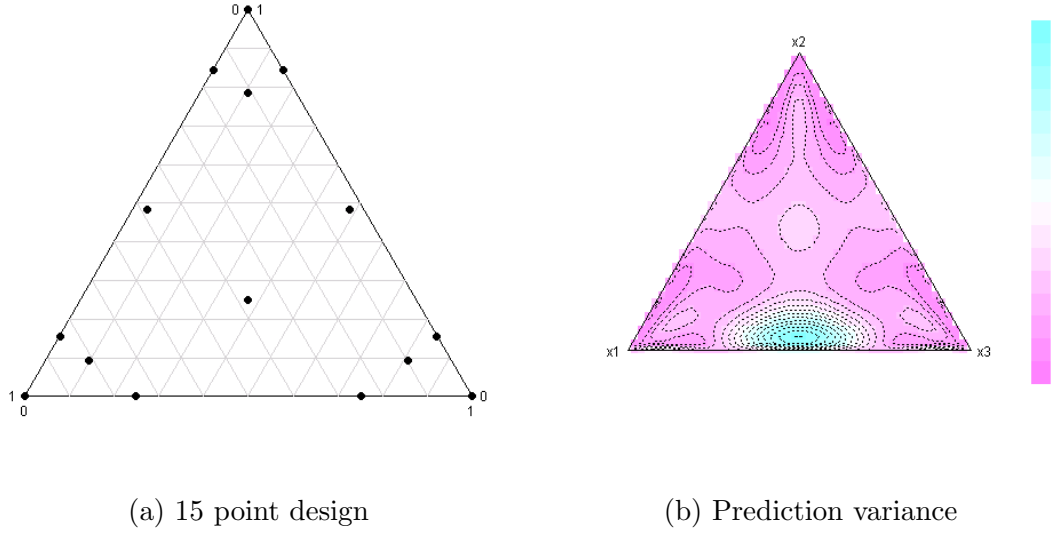 0 1
x2
1 0
0 1
x1 x3
(a) 15 point design
(b) Prediction variance